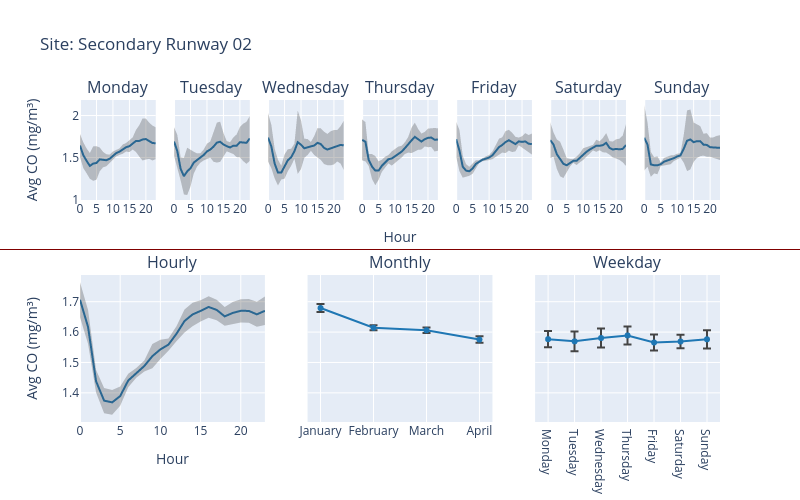 Site: Secondary Runway 02
Monday Tuesday Wednesday Thursday Friday Saturday Sunday
Avg CO (mg/m³)
2
1.5
1
0 5 10 15 20 0 5 10 15 20 0 5 10 15 20 0 5 10 15 20 0 5 10 15 20 0 5 10 15 20 0 5 10 15 20
Hour
Hourly Monthly Weekday
Avg CO (mg/m³)
1.7
1.6
1.5
1.4
0 5 10 15 20
Hour
January February March April
Monday Tuesday Wednesday Thursday Friday Saturday Sunday